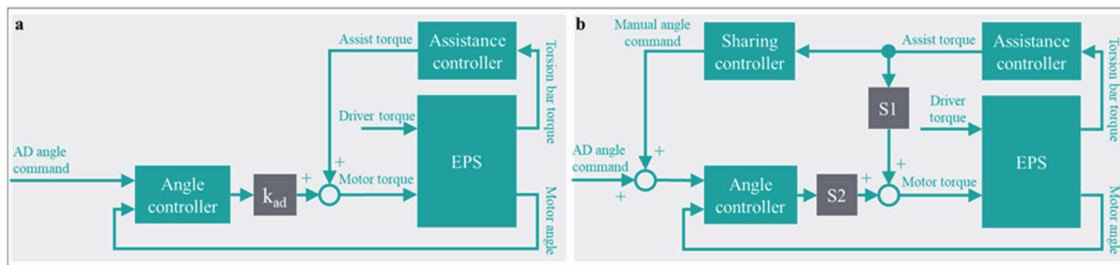 a
Assist torque
Assistance
controller
Torsion bar torque
Driver torque
AD angle
command
EPS
Angle
controller
+
k_ad
+
Motor torque
Motor angle
b
Manual angle
command
Sharing
controller
Assist torque
Assistance
controller
Torsion bar torque
S1
Driver
torque
AD angle
command
+
+
EPS
Angle
controller
S2
+
+
Motor torque
Motor angle